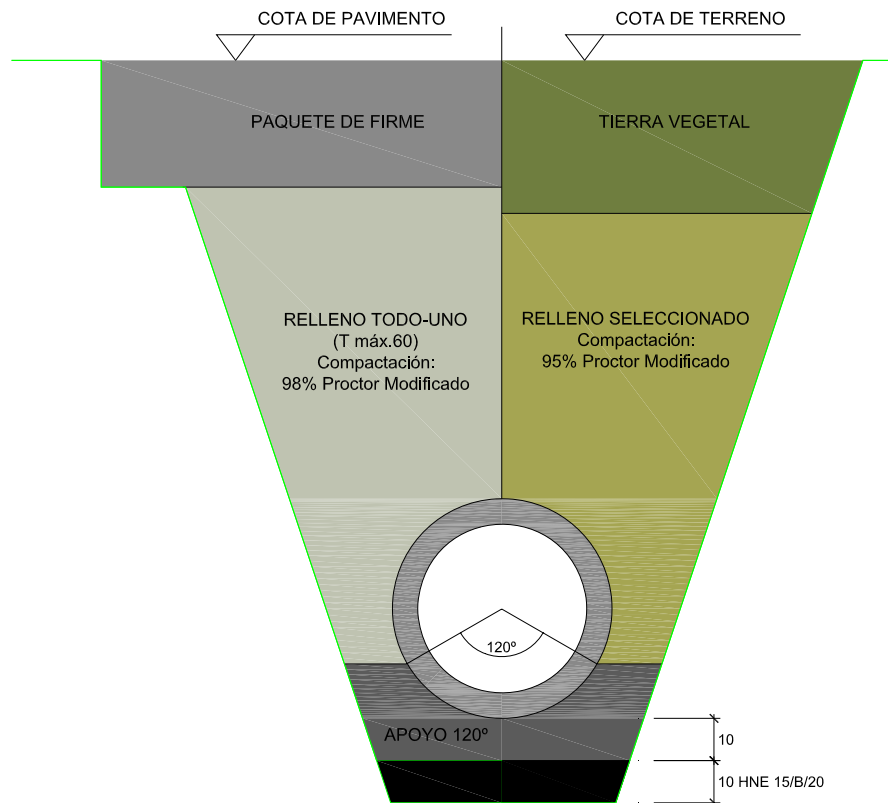 COTA DE PAVIMENTO
COTA DE TERRENO
PAQUETE DE FIRME
TIERRA VEGETAL
RELLENO TODO-UNO
(T máx.60)
Compactación:
98% Proctor Modificado
RELLENO SELECCIONADO
Compactación:
95% Proctor Modificado
120º
APOYO 120º
10
10 HNE 15/B/20